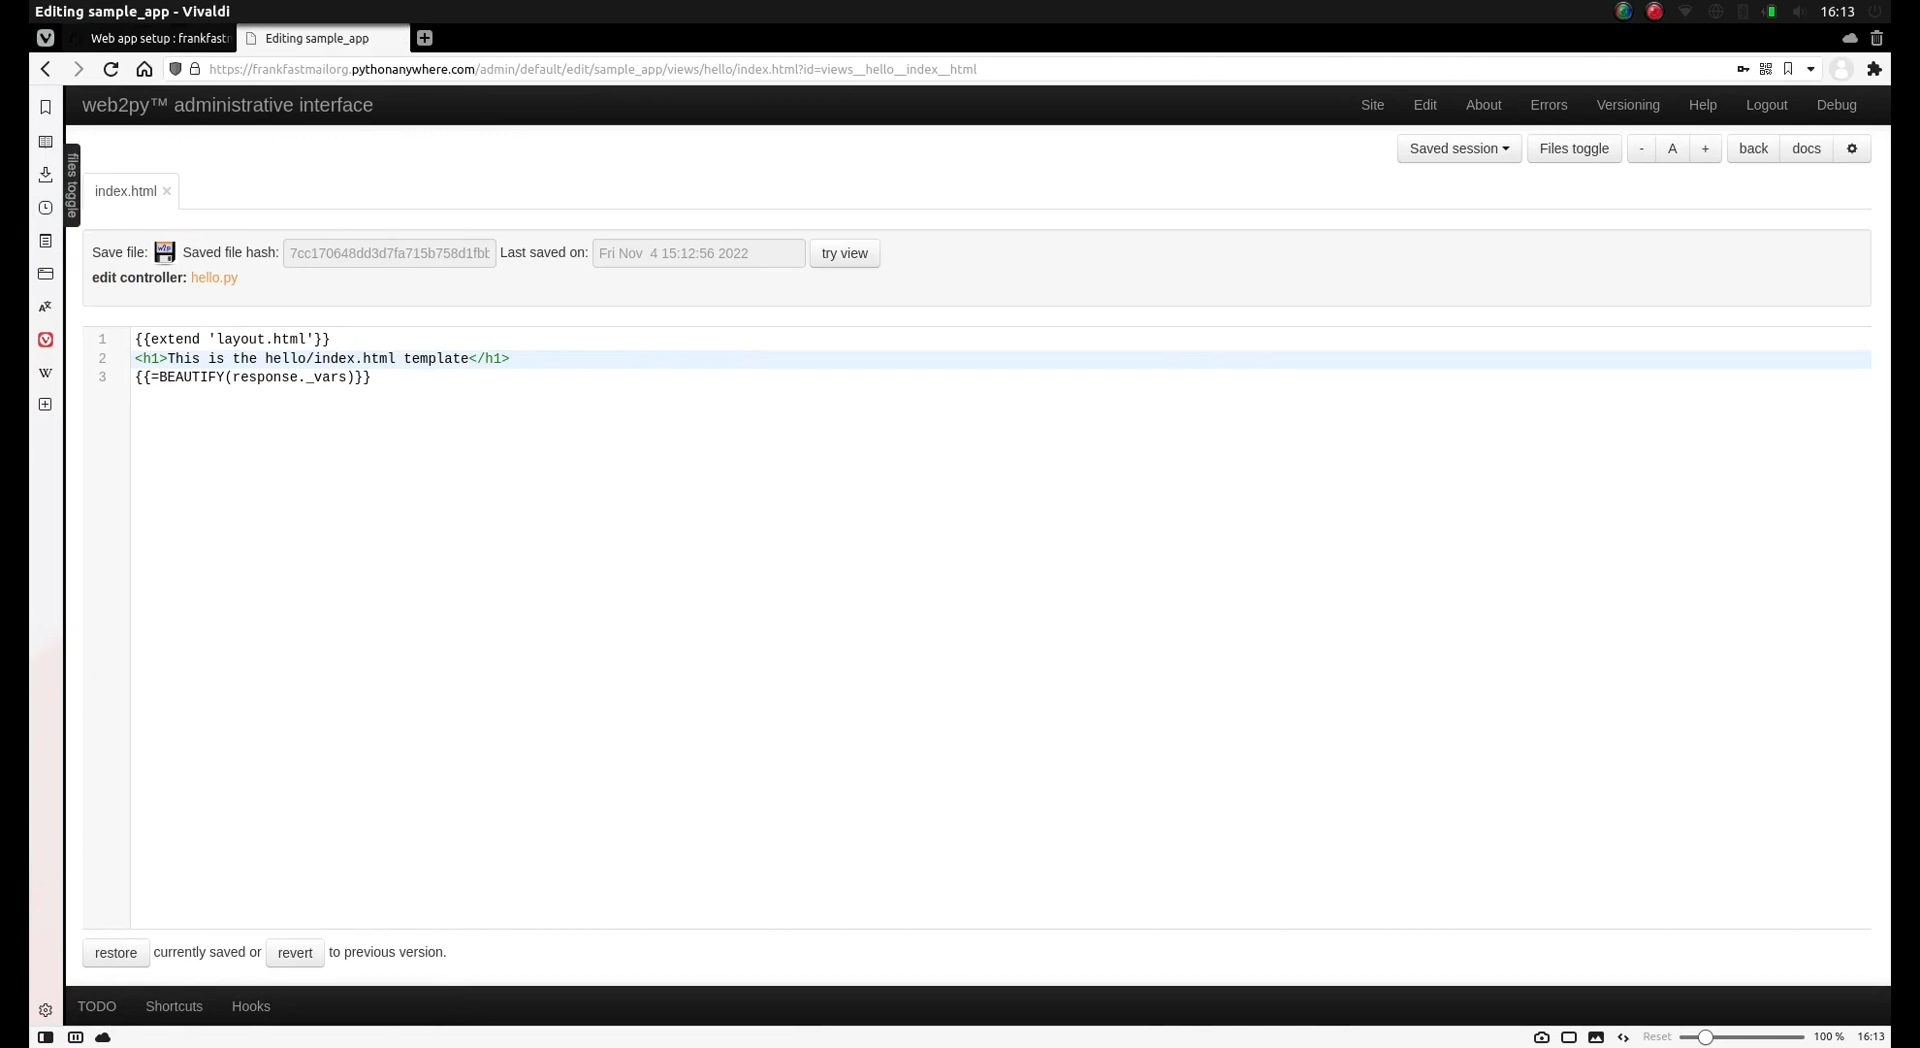 Editing sample_app - Vivaldi
16:13
Web app setup : frankfastm
Editing sample_app
https://frankfastmailorg.pythonanywhere.com/admin/default/edit/sample_app/views/hello/index.html?id=views__hello__index__html
web2py™ administrative interface
Site Edit About Errors Versioning Help Logout Debug
Saved session Files toggle - A + back docs
files toggle
index.html ×
Save file: Saved file hash: 7cc170648dd3d7fa715b758d1fbb Last saved on: Fri Nov  4 15:12:56 2022 try view
edit controller: hello.py
1 {{extend 'layout.html'}}
2 <h1>This is the hello/index.html template</h1>
3 {{=BEAUTIFY(response._vars)}}
restore currently saved or revert to previous version.
TODO Shortcuts Hooks
Reset 100 % 16:13